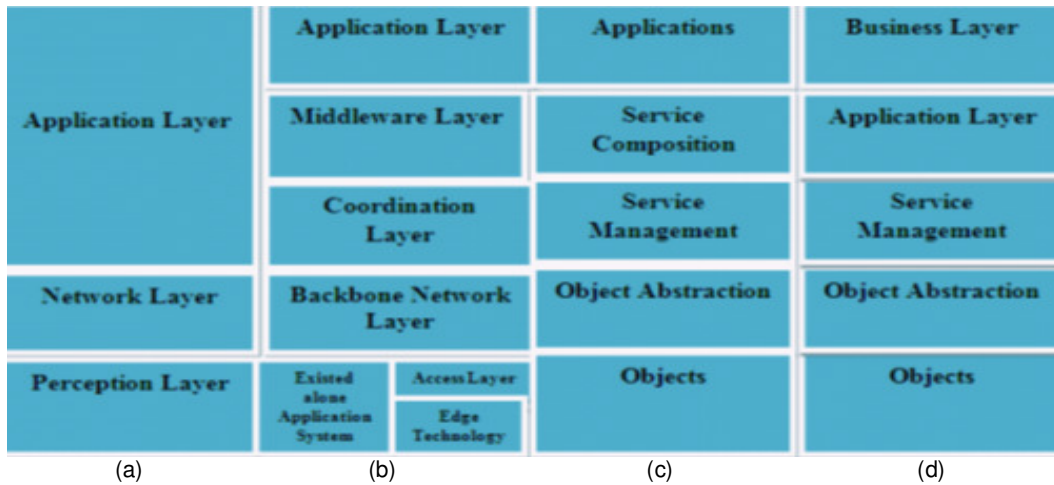 Application Layer
Network Layer
Perception Layer
Application Layer
Middleware Layer
Coordination
Layer
Backbone Network
Layer
Existed
alone
Application
System
Access Layer
Edge
Technology
Applications
Service
Composition
Service
Management
Object Abstraction
Objects
Business Layer
Application Layer
Service
Management
Object Abstraction
Objects
(a)
(b)
(c)
(d)